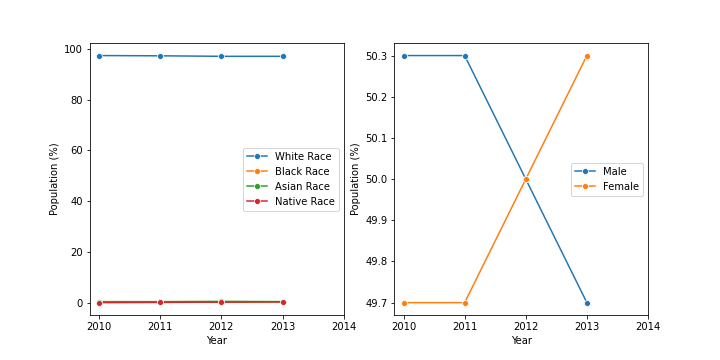 100
80
60
40
20
0
Population (%)
2010 2011 2012 2013 2014
Year
White Race
Black Race
Asian Race
Native Race
50.3
50.2
50.1
50.0
49.9
49.8
49.7
Population (%)
2010 2011 2012 2013 2014
Year
Male
Female